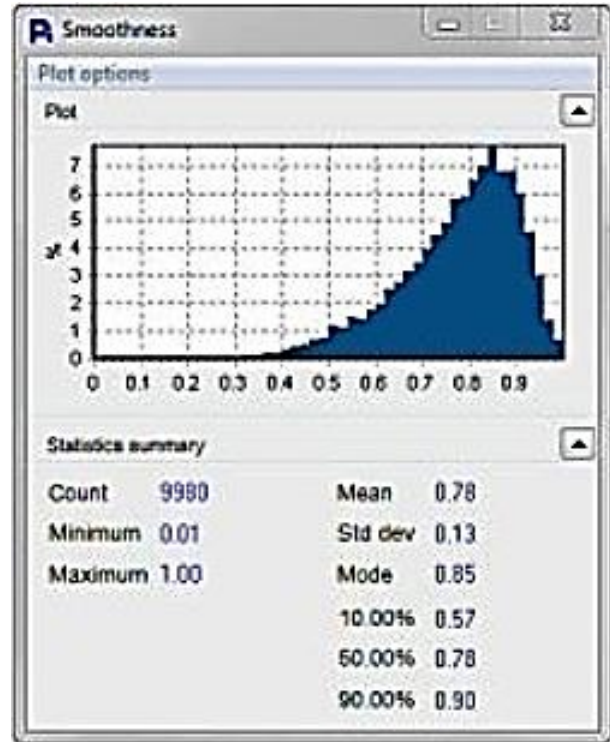 Smoothness
Plot options
Plot
7
6
5
4
%
3
2
1
0
0 0.1 0.2 0.3 0.4 0.5 0.6 0.7 0.8 0.9
Statistics summary
Count 9980 Mean 0.78
Minimum 0.01 Std dev 0.13
Maximum 1.00 Mode 0.85
10.00% 0.57
50.00% 0.78
90.00% 0.90